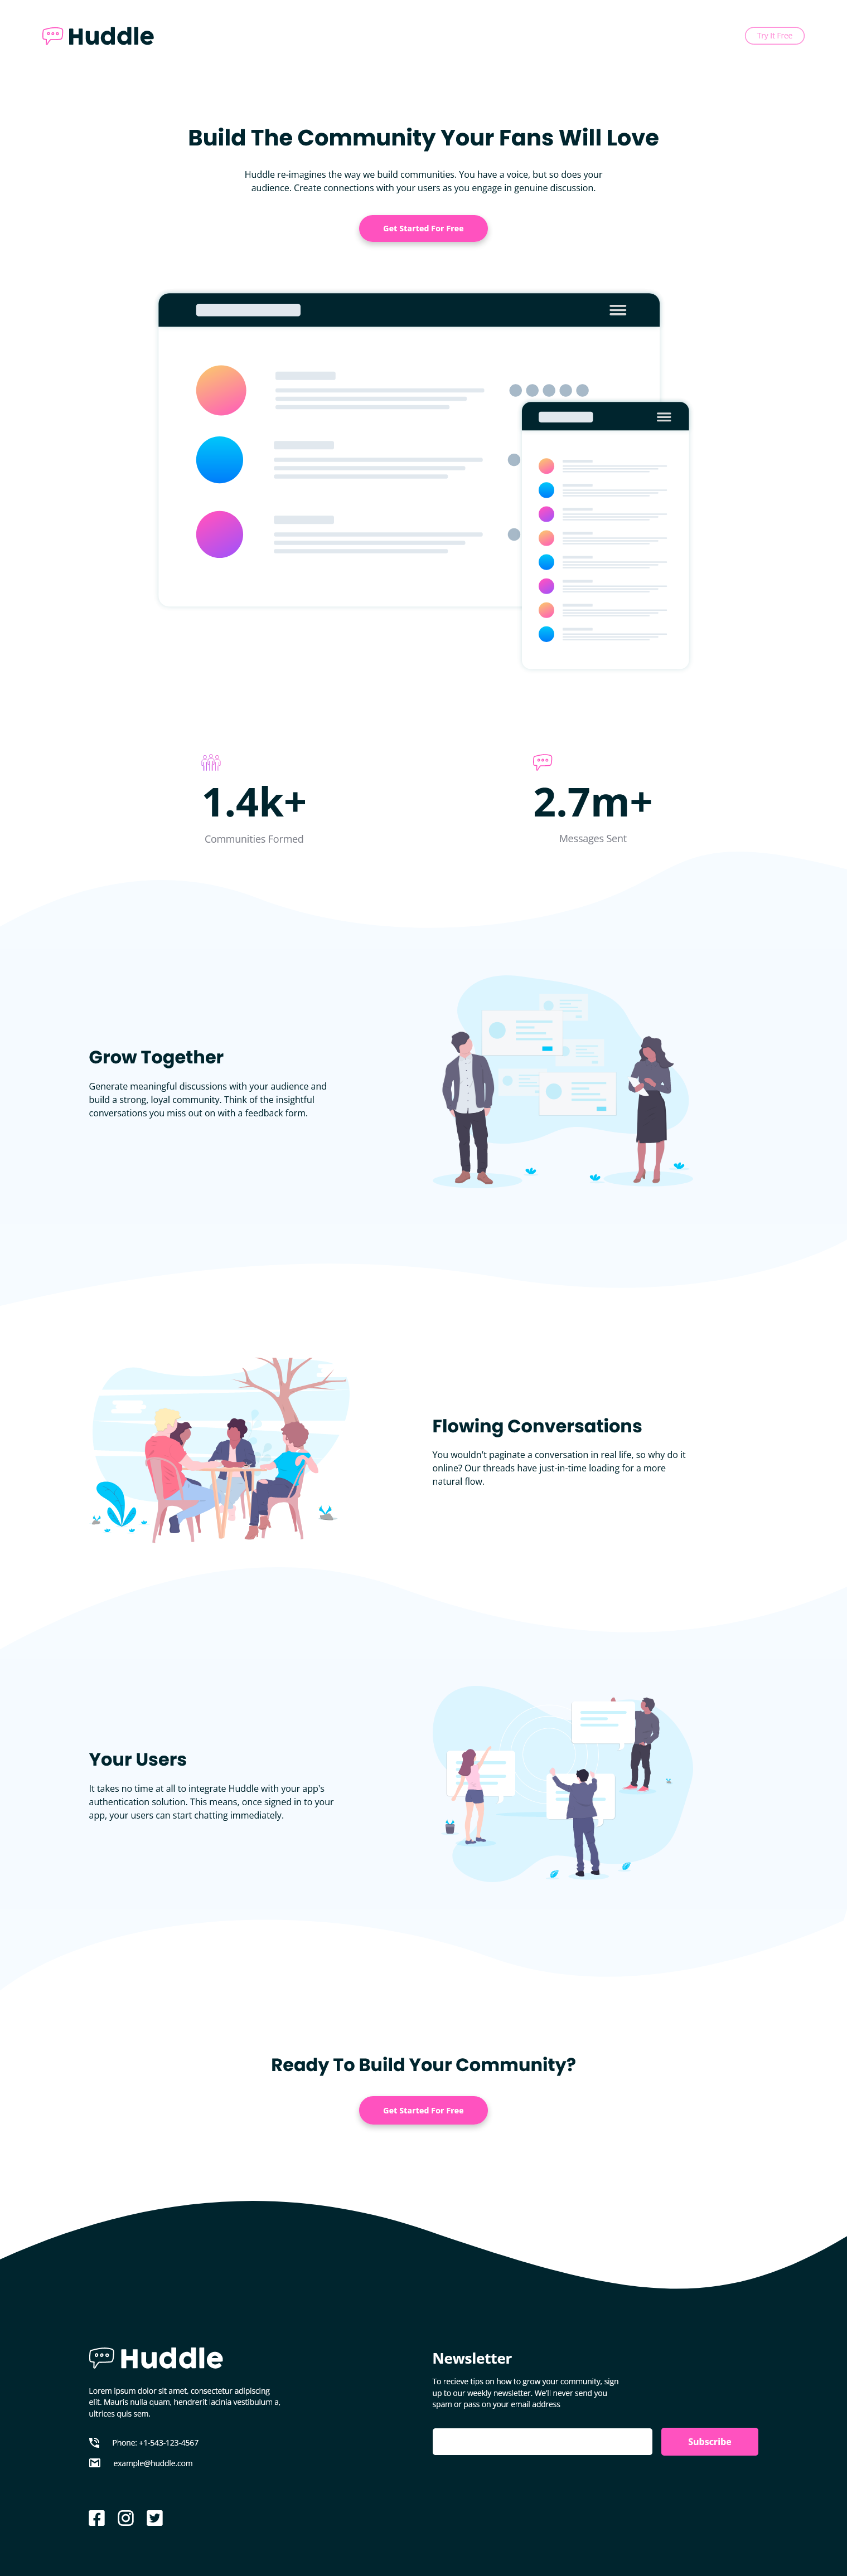 Huddle
Try It Free
Build The Community Your Fans Will Love
Huddle re-imagines the way we build communities. You have a voice, but so does your
audience. Create connections with your users as you engage in genuine discussion.
Get Started For Free
1.4k+
Communities Formed
2.7m+
Messages Sent
Grow Together
Generate meaningful discussions with your audience and
build a strong, loyal community. Think of the insightful
conversations you miss out on with a feedback form.
Flowing Conversations
You wouldn't paginate a conversation in real life, so why do it
online? Our threads have just-in-time loading for a more
natural flow.
Your Users
It takes no time at all to integrate Huddle with your app's
authentication solution. This means, once signed in to your
app, your users can start chatting immediately.
Ready To Build Your Community?
Get Started For Free
Huddle
Lorem ipsum dolor sit amet, consectetur adipiscing
elit. Mauris nulla quam, hendrerit lacinia vestibulum a,
ultrices quis sem.
Phone: +1-543-123-4567
example@huddle.com
Newsletter
To recieve tips on how to grow your community, sign
up to our weekly newsletter. We'll never send you
spam or pass on your email address
Subscribe